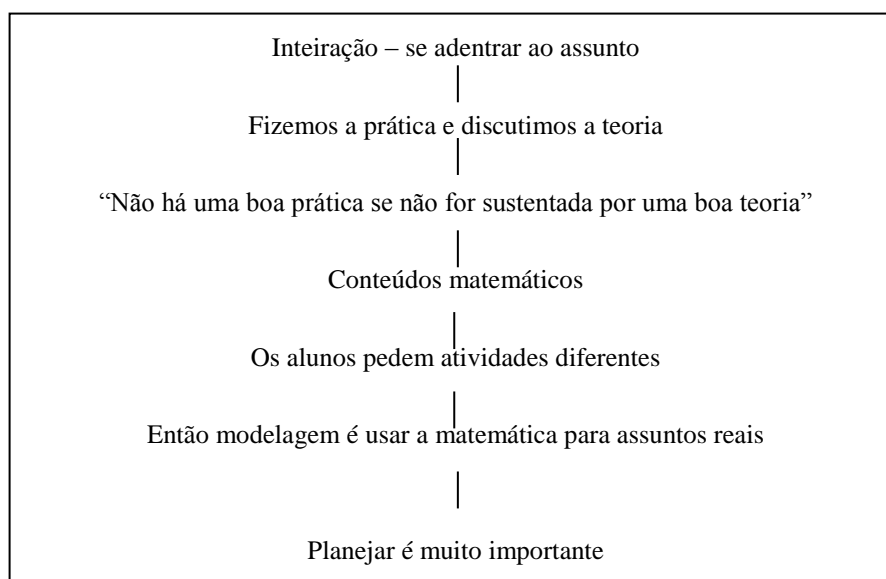 Inteiração – se adentrar ao assunto
Fizemos a prática e discutimos a teoria
“Não há uma boa prática se não for sustentada por uma boa teoria”
Conteúdos matemáticos
Os alunos pedem atividades diferentes
Então modelagem é usar a matemática para assuntos reais
Planejar é muito importante